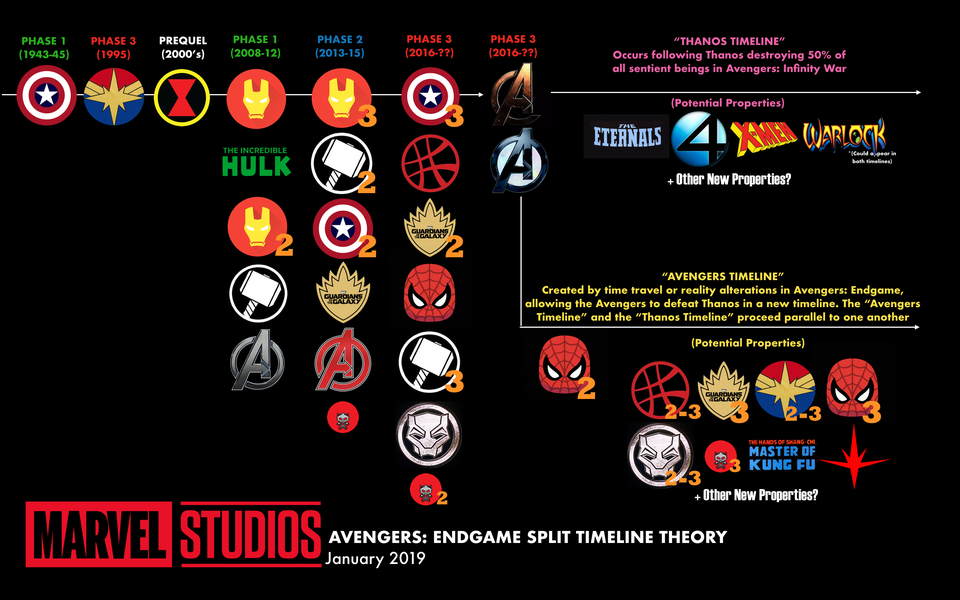 PHASE 1
(1943-45)
PHASE 3
(1995)
PREQUEL
(2000's)
PHASE 1
(2008-12)
PHASE 2
(2013-15)
PHASE 3
(2016-??)
PHASE 3
(2016-??)
"THANOS TIMELINE"
Occurs following Thanos destroying 50% of
all sentient beings in Avengers: Infinity War
3
3
(Potential Properties)
THE
ETERNALS
4
X-MEN
WARLOCK
*(Could appear in
both timelines)
+ Other New Properties?
THE INCREDIBLE
HULK
2
2
2
GUARDIANS
OF THE
GALAXY
2
GUARDIANS
OF THE
GALAXY
3
2
"AVENGERS TIMELINE"
Created by time travel or reality alterations in Avengers: Endgame,
allowing the Avengers to defeat Thanos in a new timeline. The "Avengers
Timeline" and the "Thanos Timeline" proceed parallel to one another
(Potential Properties)
2
2-3
GUARDIANS
OF THE
GALAXY
3
2-3
3
2-3
3
THE HANDS OF SHANG-CHI
MASTER OF
KUNG FU
+ Other New Properties?
MARVEL STUDIOS
AVENGERS: ENDGAME SPLIT TIMELINE THEORY
January 2019